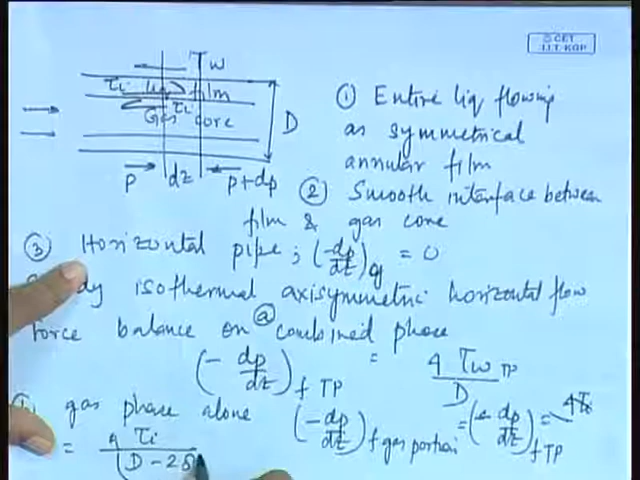 © CET
I.I.T. KGP
τw
τi liq film
τi
Gas core
D
P dz P+dp
① Entire liq flowing
as symmetrical
annular film
② Smooth interface between
film & gas core
③ Horizontal pipe; (-dp/dz)g = 0
dy isothermal axisymmetric horizontal flow
Force balance on ⓐ combined phase
(- dp/dz)f TP = 4 τw TP / D
gas phase alone (-dp/dz)f gas portion = (-dp/dz)f TP =
= 4 τi / (D - 2δ